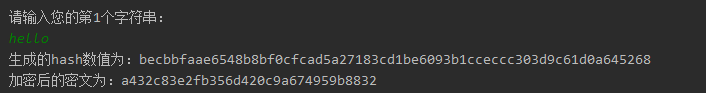 请输入您的第1个字符串：
hello
生成的hash数值为：becbbfaae6548b8bf0cfcad5a27183cd1be6093b1cceccc303d9c61d0a645268
加密后的密文为：a432c83e2fb356d420c9a674959b8832